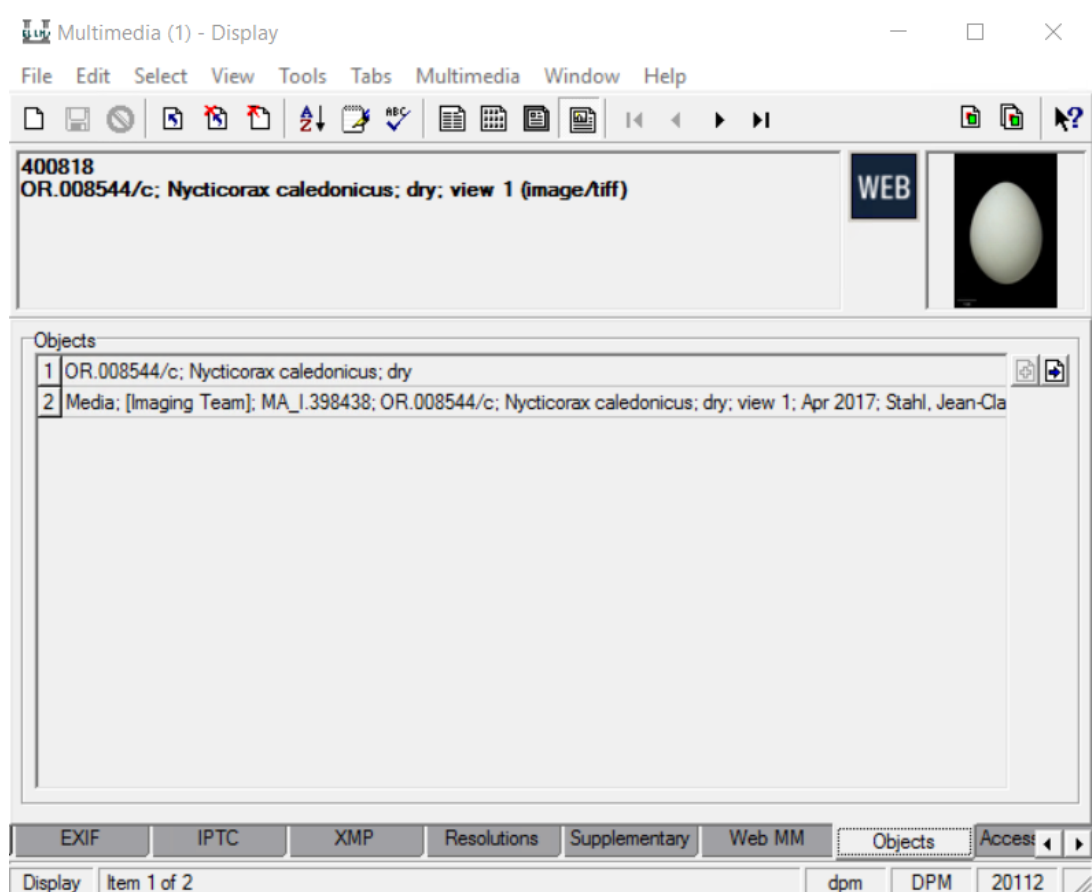 Multimedia (1) - Display
File Edit Select View Tools Tabs Multimedia Window Help
ABC
400818
OR.008544/c; Nycticorax caledonicus; dry; view 1 (image/tiff)
WEB
Objects
1 OR.008544/c; Nycticorax caledonicus; dry
2 Media; [Imaging Team]; MA_I.398438; OR.008544/c; Nycticorax caledonicus; dry; view 1; Apr 2017; Stahl, Jean-Cla
EXIF IPTC XMP Resolutions Supplementary Web MM Objects Access
Display Item 1 of 2 dpm DPM 20112